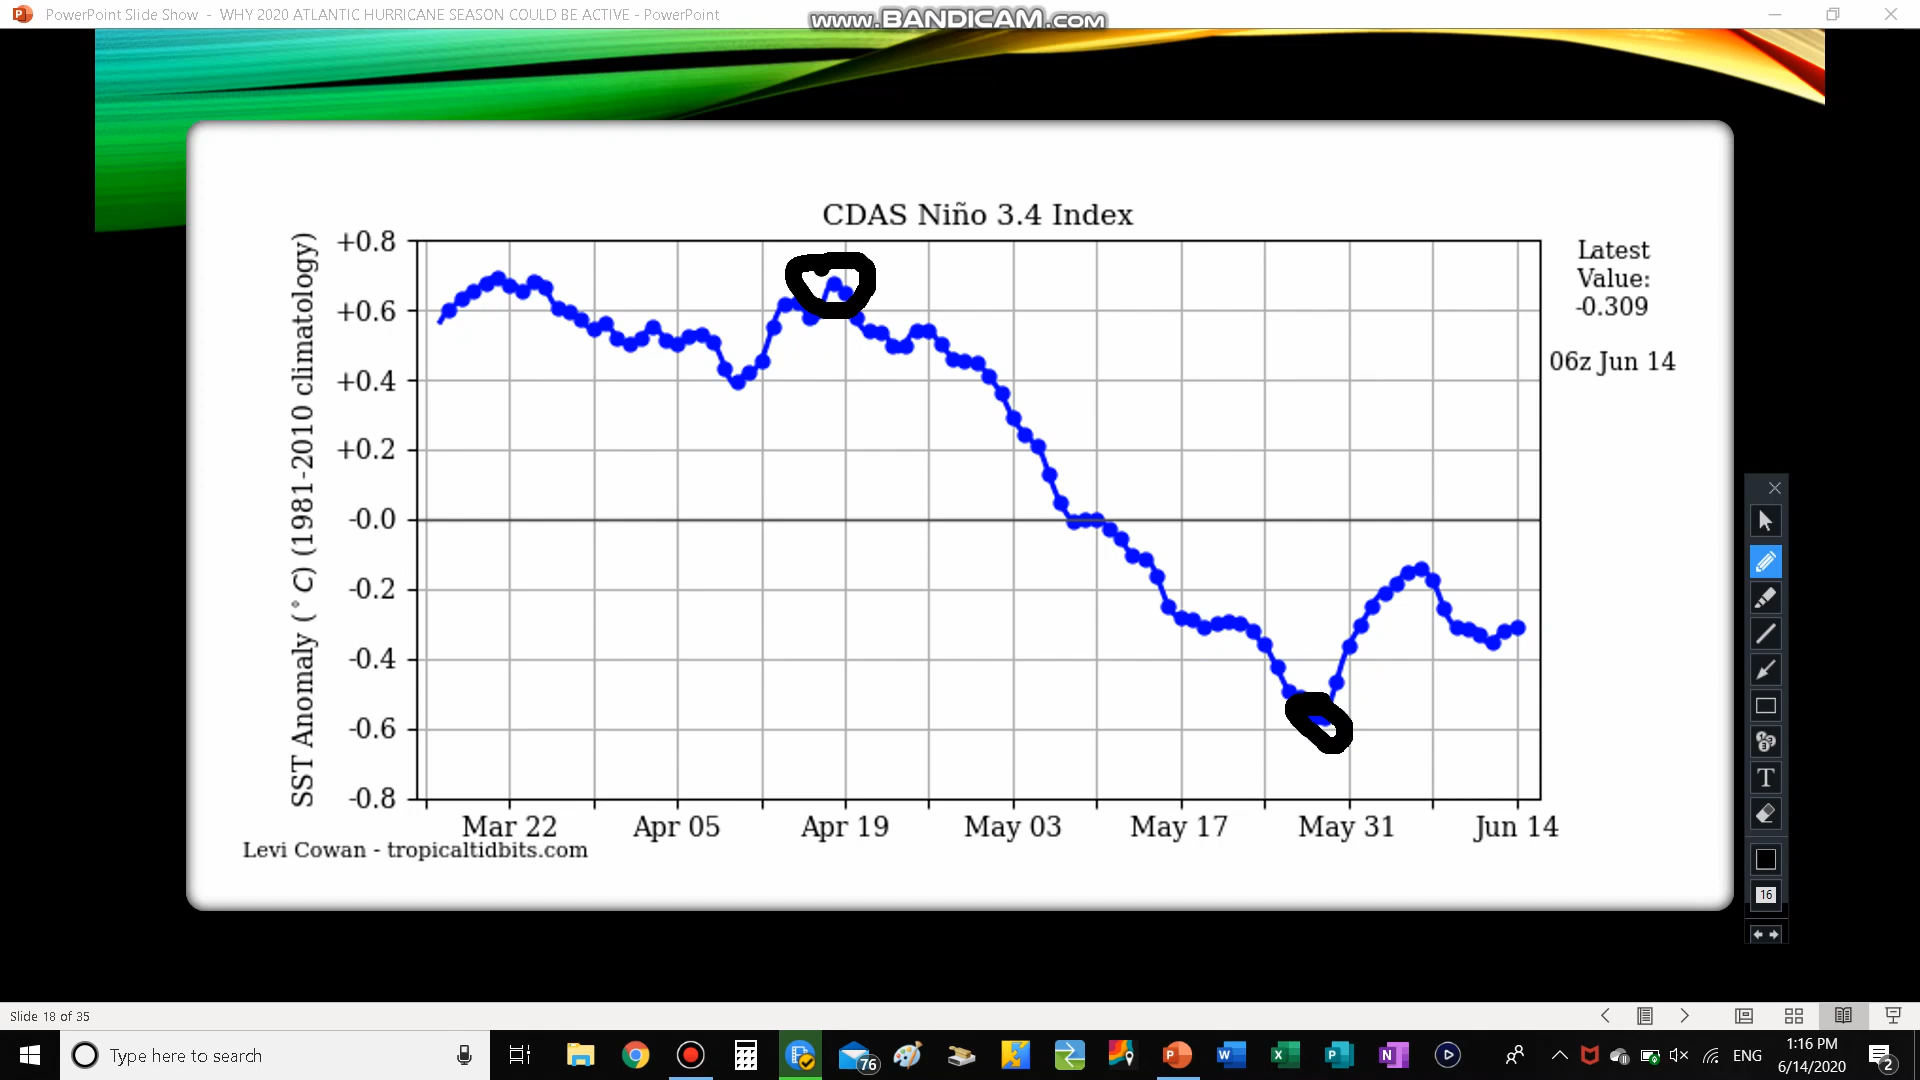 PowerPoint Slide Show - WHY 2020 ATLANTIC HURRICANE SEASON COULD BE ACTIVE - PowerPoint
www.BANDICAM.com
CDAS Niño 3.4 Index
SST Anomaly (°C) (1981-2010 climatology)
+0.8
+0.6
+0.4
+0.2
-0.0
-0.2
-0.4
-0.6
-0.8
Latest
Value:
-0.309
06z Jun 14
Mar 22 Apr 05 Apr 19 May 03 May 17 May 31 Jun 14
Levi Cowan - tropicaltidbits.com
T
16
Slide 18 of 35
Type here to search
76
ENG
1:16 PM
6/14/2020
2